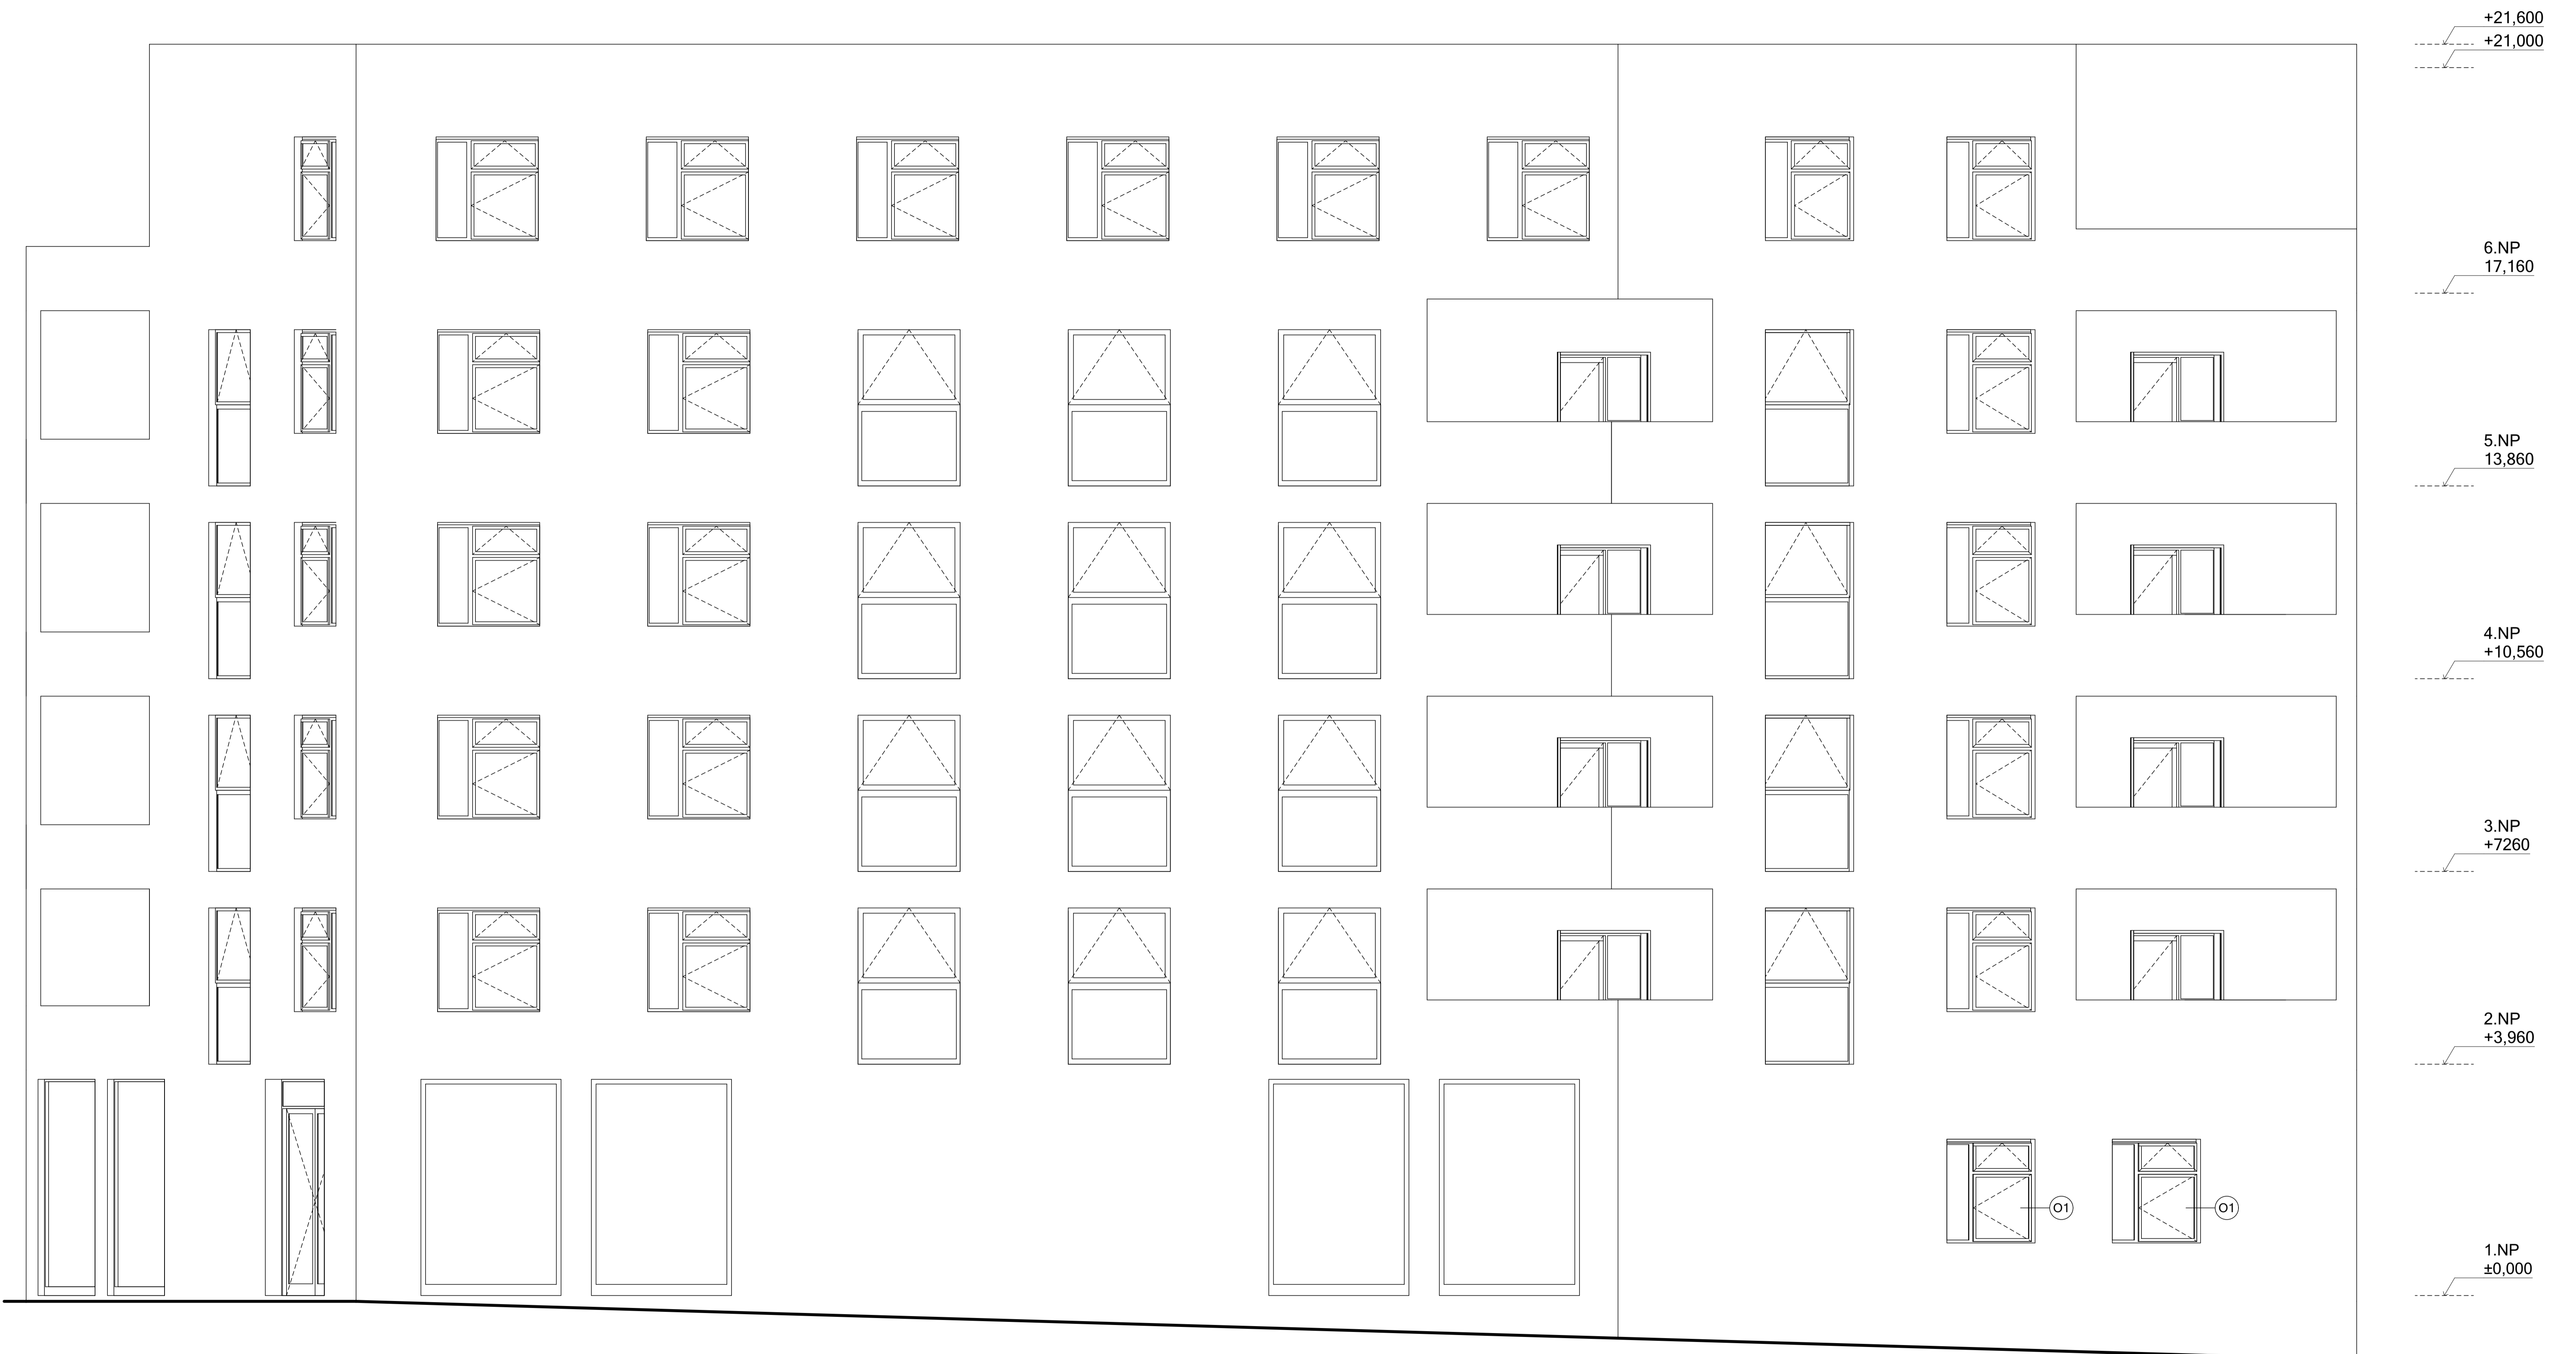 +21,600
+21,000
6.NP
17,160
5.NP
13,860
4.NP
+10,560
3.NP
+7260
2.NP
+3,960
O1
O1
1.NP
±0,000